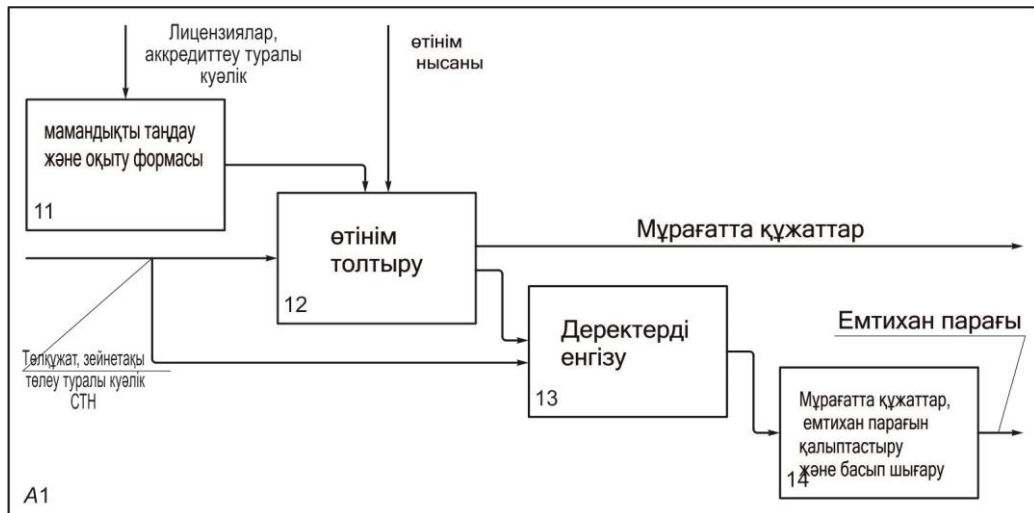 Лицензиялар,
аккредиттеу туралы
куәлік
өтінім
нысаны
мамандықты таңдау
және оқыту формасы
11
өтінім
толтыру
12
Мұрағатта құжаттар
Деректерді
енгізу
13
Емтихан парағы
Төлқұжат, зейнетақы
төлеу туралы куәлік
СТН
Мұрағатта құжаттар,
емтихан парағын
қалыптастыру
және басып шығару
14
А1